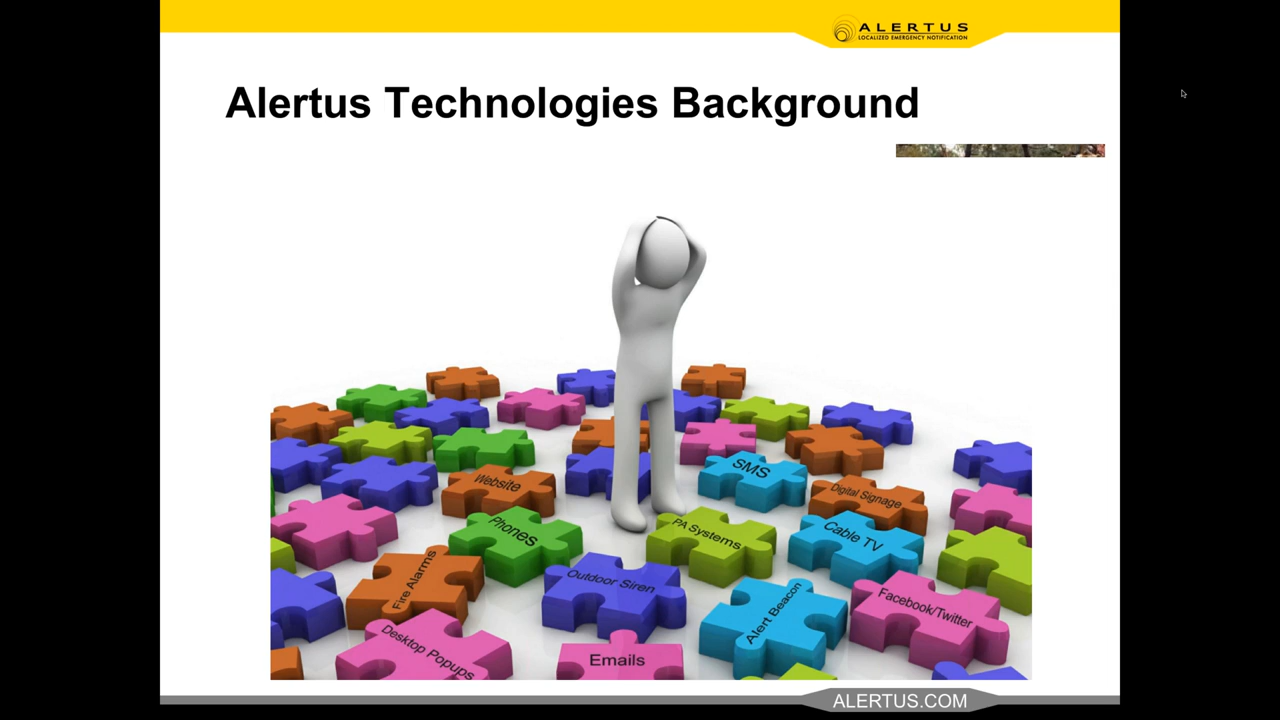 ALERTUS
LOCALIZED EMERGENCY NOTIFICATION
Alertus Technologies Background
SMS
Website
Digital Signage
Phones
PA Systems
Cable TV
Fire Alarms
Outdoor Siren
Alert Beacon
Facebook/Twitter
Desktop Popups
Emails
ALERTUS.COM